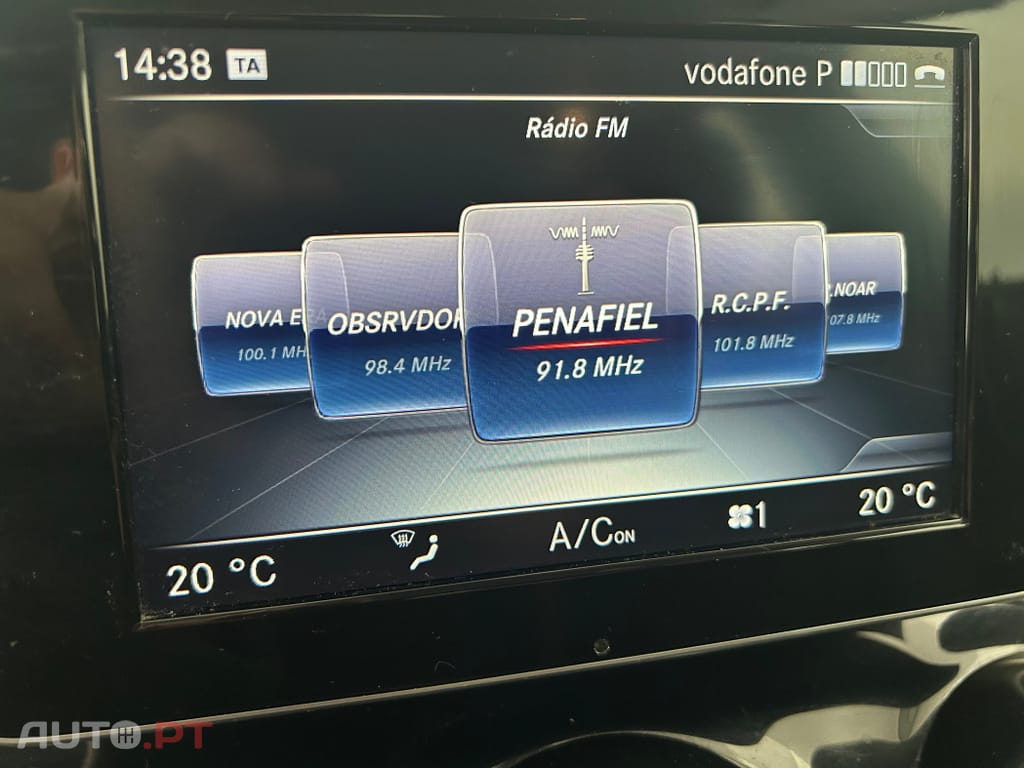 14:38 TA
vodafone P
Rádio FM
NOVA E
100.1 MH
OBSRVDOR
98.4 MHz
PENAFIEL
91.8 MHz
R.C.P.F.
101.8 MHz
.NOAR
07.8 MHz
20 °C
A/C ON
1
20 °C
AUTO.PT